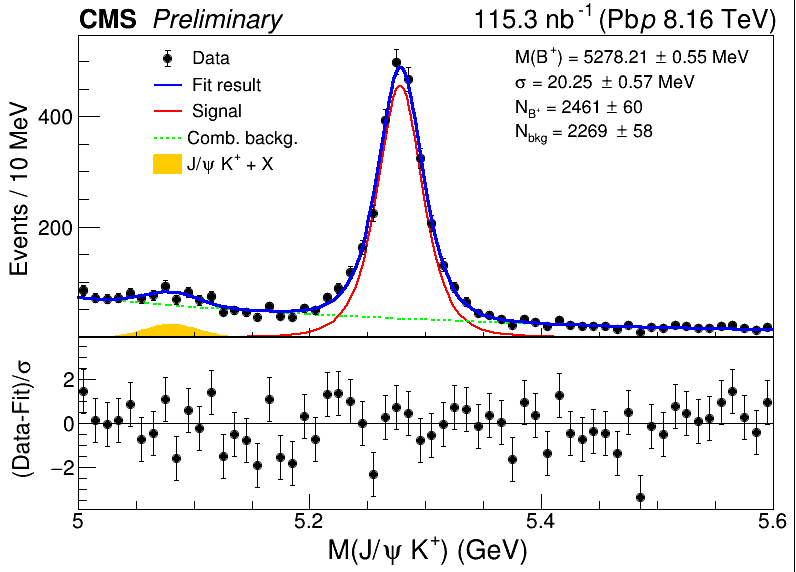 CMS Preliminary 115.3 nb⁻¹ (Pbp 8.16 TeV)
Data
Fit result
Signal
Comb. backg.
J/ψ K⁺ + X
M(B⁺) = 5278.21 ± 0.55 MeV
σ = 20.25 ± 0.57 MeV
N_B⁺ = 2461 ± 60
N_bkg = 2269 ± 58
Events / 10 MeV
400
200
(Data-Fit)/σ
2
0
−2
5 5.2 5.4 5.6
M(J/ψ K⁺) (GeV)